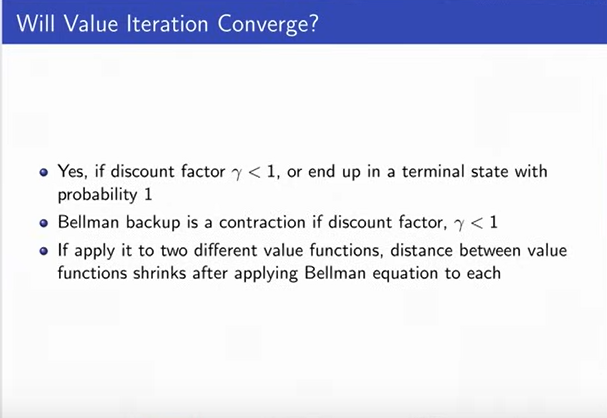 Will Value Iteration Converge?
Yes, if discount factor γ < 1, or end up in a terminal state with
probability 1
Bellman backup is a contraction if discount factor, γ < 1
If apply it to two different value functions, distance between value
functions shrinks after applying Bellman equation to each